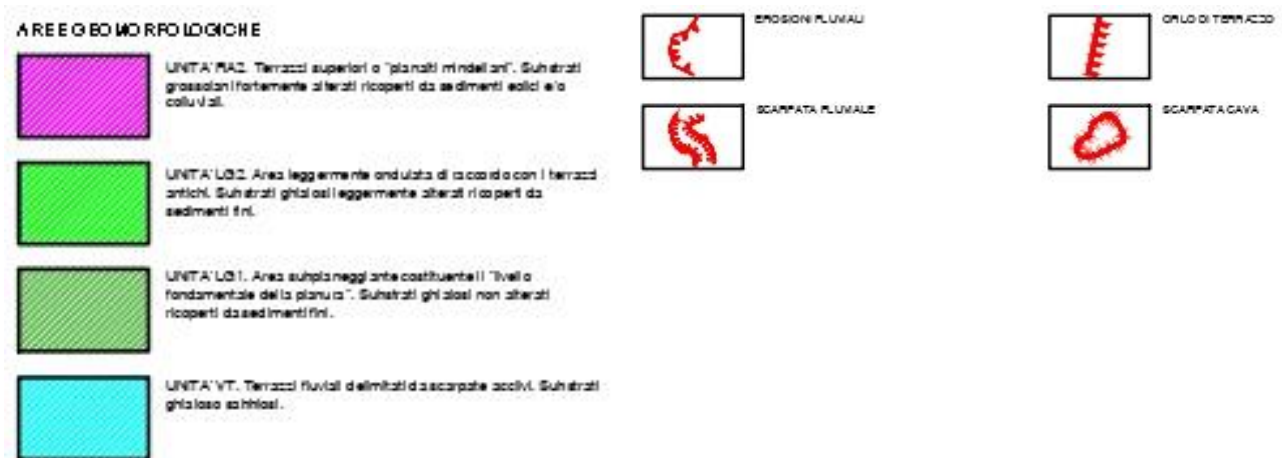 AREE GEOMORFOLOGICHE
UNITA' RA2. Terrazzi superiori o "pianalti mindeliani". Substrati
grossolani fortemente alterati ricoperti da sedimenti eolici e/o
colluviali.
UNITA' LG2. Area leggermente ondulata di raccordo con i terrazzi
antichi. Substrati ghiaiosi leggermente alterati ricoperti da
sedimenti fini.
UNITA' LG1. Area subpianeggiante costituente il "livello
fondamentale della pianura". Substrati ghiaiosi non alterati
ricoperti da sedimenti fini.
UNITA' VT. Terrazzi fluviali delimitati da scarpate acclivi. Substrati
ghiaioso sabbiosi.
EROSIONI FLUVIALI
SCARPATA FLUVIALE
ORLO DI TERRAZZO
SCARPATA CAVA